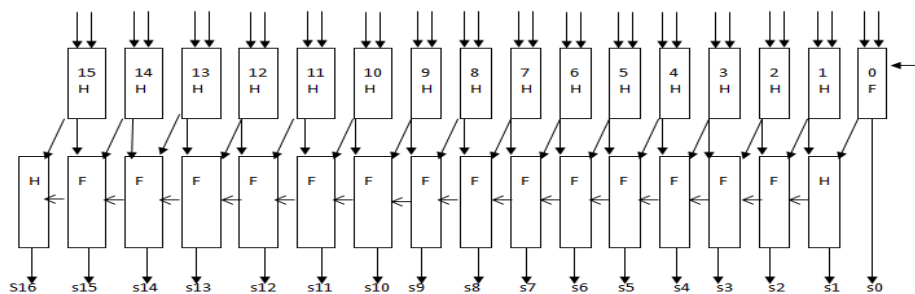 15 14 13 12 11 10 9 8 7 6 5 4 3 2 1 0
H H H H H H H H H H H H H H H F
H F F F F F F F F F F F F F F H
S16 s15 s14 s13 s12 s11 s10 s9 s8 s7 s6 s5 s4 s3 s2 s1 s0